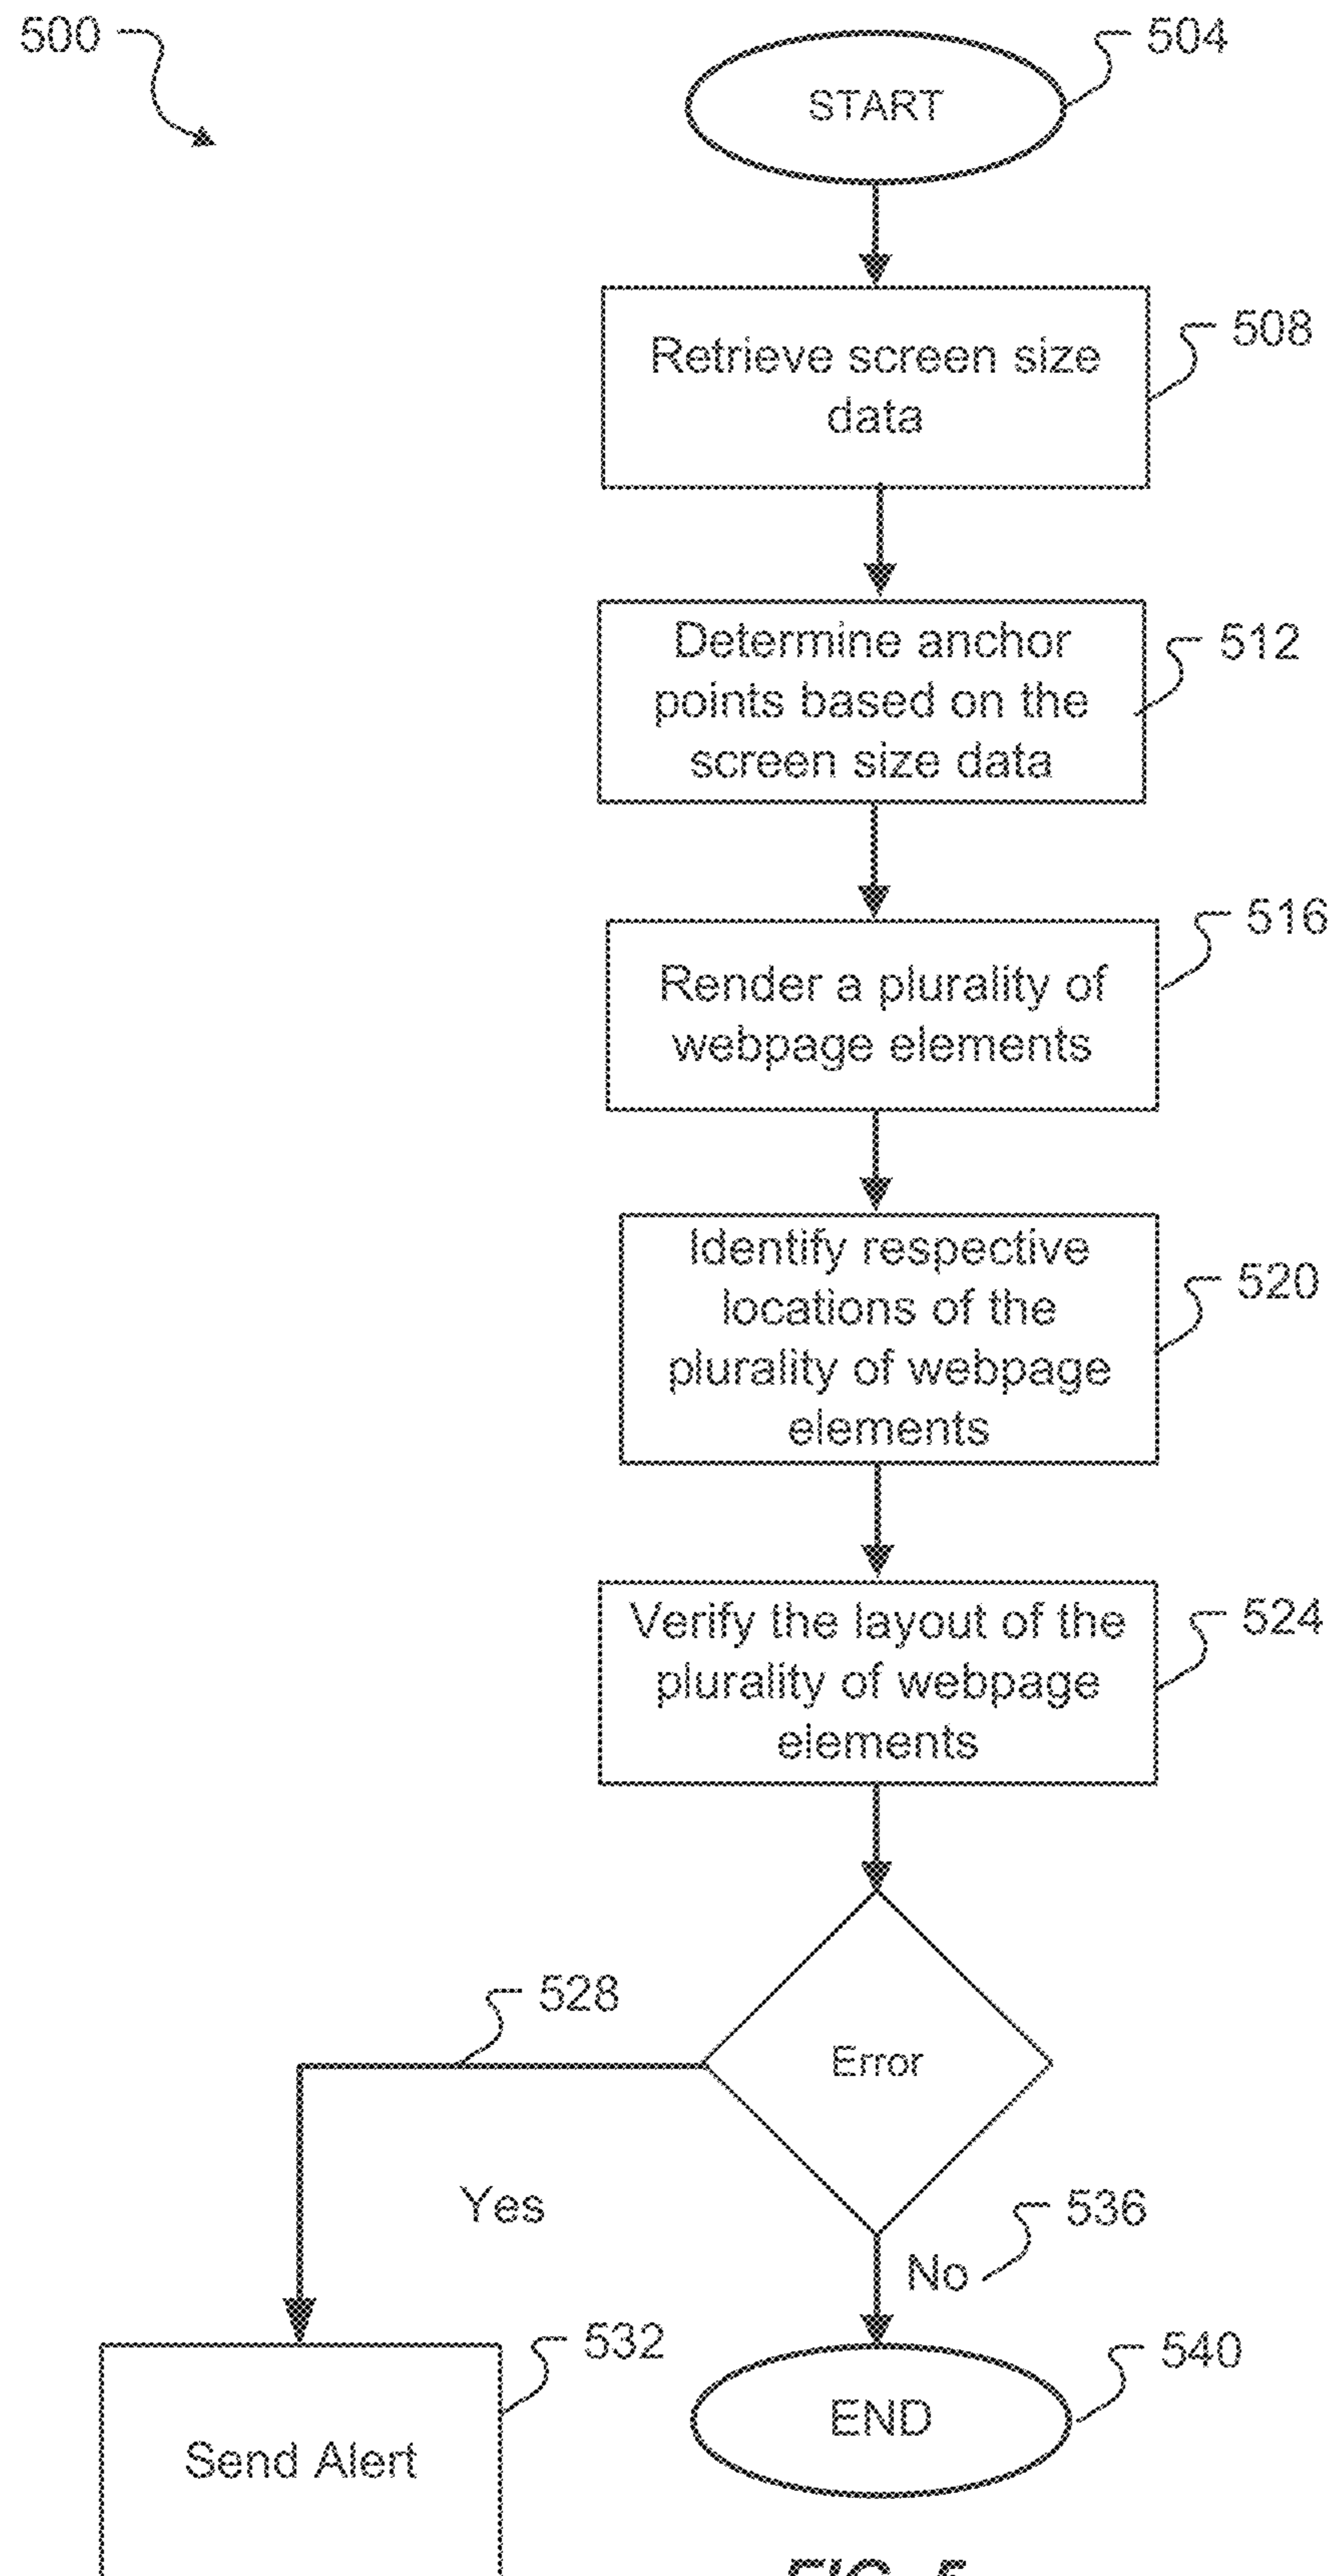 500
504
START
508
Retrieve screen size
data
512
Determine anchor
points based on the
screen size data
516
Render a plurality of
webpage elements
520
Identify respective
locations of the
plurality of webpage
elements
524
Verify the layout of the
plurality of webpage
elements
528
Error
Yes
536
No
532
540
Send Alert
END
FIG. 5